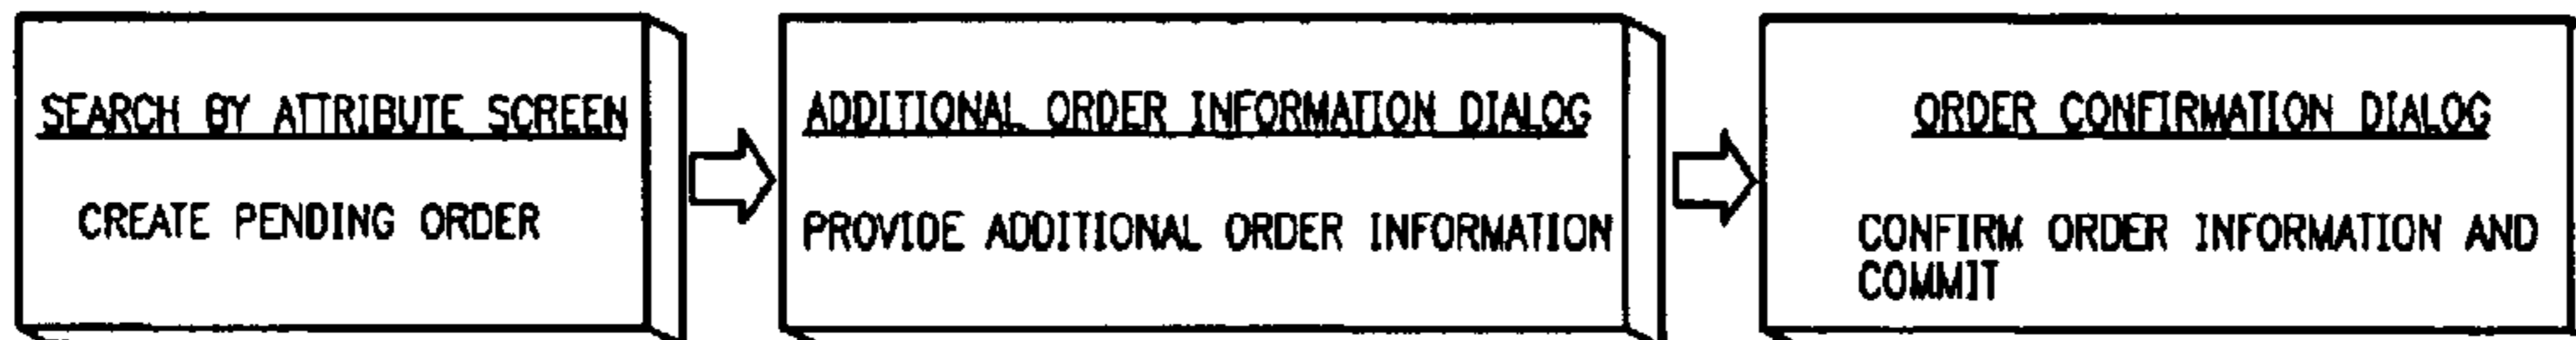 SEARCH BY ATTRIBUTE SCREEN
CREATE PENDING ORDER
ADDITIONAL ORDER INFORMATION DIALOG
PROVIDE ADDITIONAL ORDER INFORMATION
ORDER CONFIRMATION DIALOG
CONFIRM ORDER INFORMATION AND
COMMIT